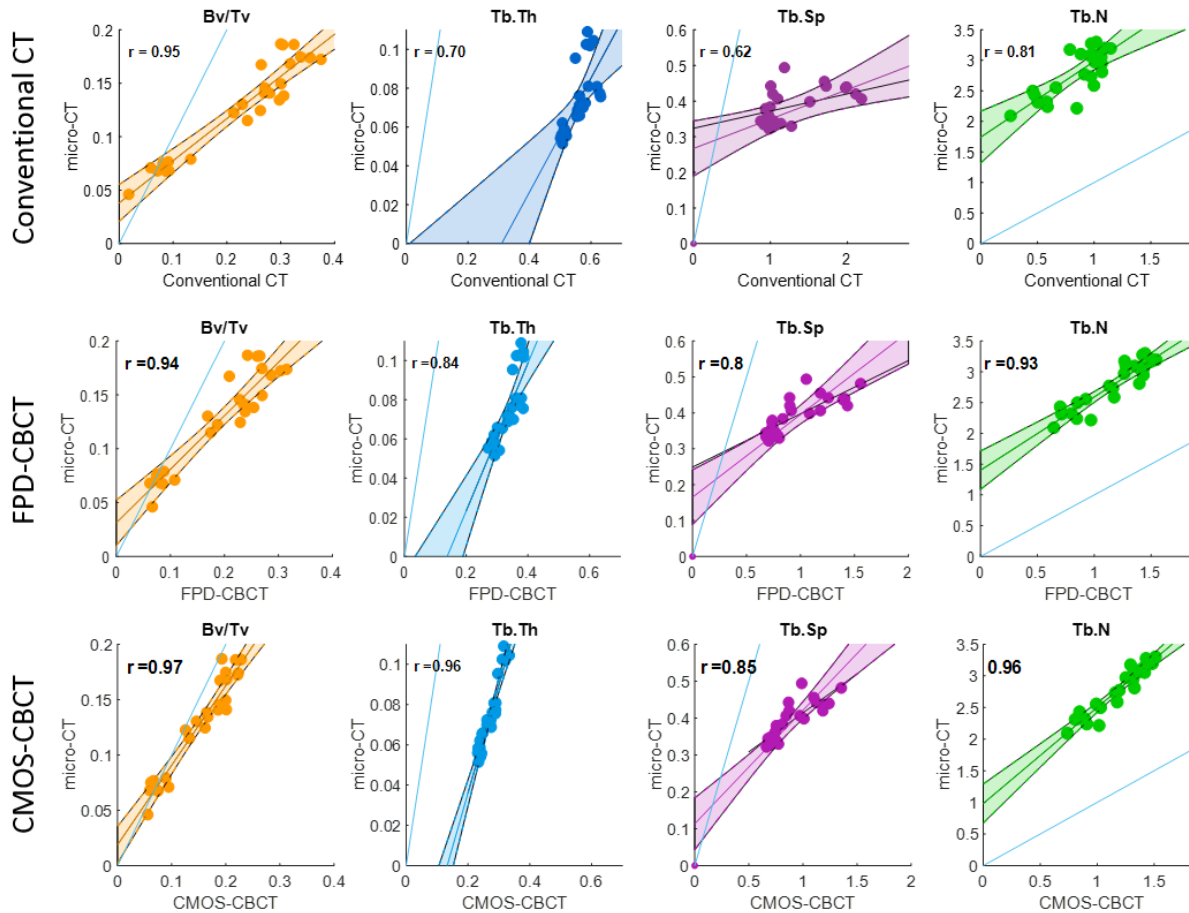 Conventional CT
Bv/Tv
r = 0.95
micro-CT
0.2
0.15
0.1
0.05
0
0 0.1 0.2 0.3 0.4
Conventional CT
Tb.Th
r = 0.70
micro-CT
0.1
0.08
0.06
0.04
0.02
0
0 0.2 0.4 0.6
Conventional CT
Tb.Sp
r = 0.62
micro-CT
0.6
0.5
0.4
0.3
0.2
0.1
0
0 1 2
Conventional CT
Tb.N
r = 0.81
micro-CT
3.5
3
2.5
2
1.5
1
0.5
0
0 0.5 1 1.5
Conventional CT
FPD-CBCT
Bv/Tv
r =0.94
micro-CT
0.2
0.15
0.1
0.05
0
0 0.1 0.2 0.3 0.4
FPD-CBCT
Tb.Th
r =0.84
micro-CT
0.1
0.08
0.06
0.04
0.02
0
0 0.2 0.4 0.6
FPD-CBCT
Tb.Sp
r =0.8
micro-CT
0.6
0.5
0.4
0.3
0.2
0.1
0
0 0.5 1 1.5 2
FPD-CBCT
Tb.N
r =0.93
micro-CT
3.5
3
2.5
2
1.5
1
0.5
0
0 0.5 1 1.5
FPD-CBCT
CMOS-CBCT
Bv/Tv
r=0.97
micro-CT
0.2
0.15
0.1
0.05
0
0 0.1 0.2 0.3 0.4
CMOS-CBCT
Tb.Th
r =0.96
micro-CT
0.1
0.08
0.06
0.04
0.02
0
0 0.2 0.4 0.6
CMOS-CBCT
Tb.Sp
r=0.85
micro-CT
0.6
0.5
0.4
0.3
0.2
0.1
0
0 0.5 1 1.5 2
CMOS-CBCT
Tb.N
0.96
micro-CT
3.5
3
2.5
2
1.5
1
0.5
0
0 0.5 1 1.5
CMOS-CBCT